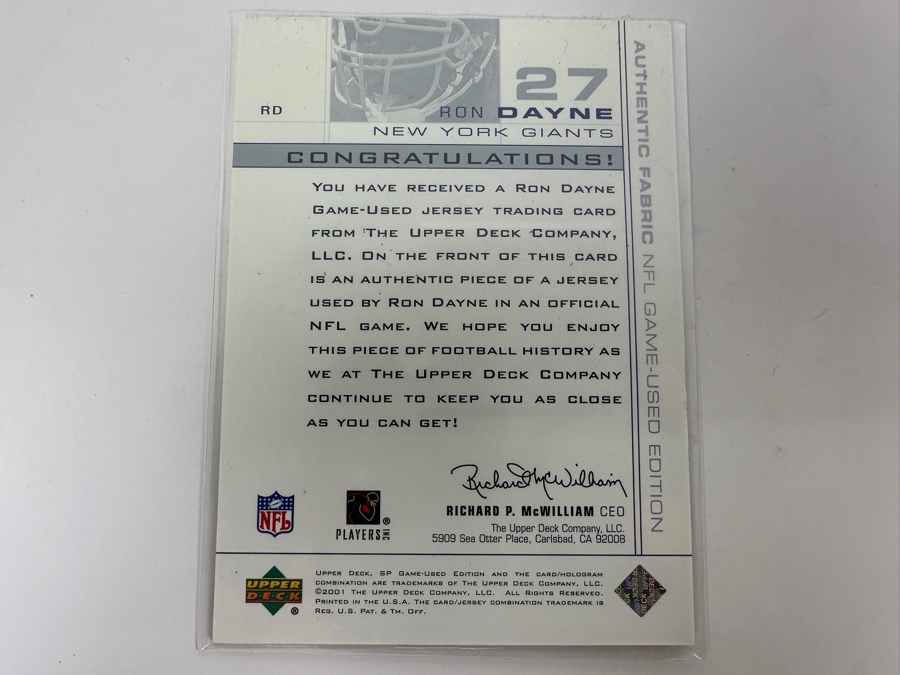 27
RD
RON DAYNE
NEW YORK GIANTS
CONGRATULATIONS!
YOU HAVE RECEIVED A RON DAYNE
GAME-USED JERSEY TRADING CARD
FROM THE UPPER DECK COMPANY,
LLC. ON THE FRONT OF THIS CARD
IS AN AUTHENTIC PIECE OF A JERSEY
USED BY RON DAYNE IN AN OFFICIAL
NFL GAME. WE HOPE YOU ENJOY
THIS PIECE OF FOOTBALL HISTORY AS
WE AT THE UPPER DECK COMPANY
CONTINUE TO KEEP YOU AS CLOSE
AS YOU CAN GET!
AUTHENTIC FABRIC NFL GAME-USED EDITION
Richard McWilliam
RICHARD P. McWILLIAM CEO
The Upper Deck Company, LLC.
5909 Sea Otter Place, Carlsbad, CA 92008
NFL
PLAYERS INC ®
UPPER DECK ®
UPPER DECK, SP GAME-USED EDITION AND THE CARD/HOLOGRAM
COMBINATION ARE TRADEMARKS OF THE UPPER DECK COMPANY, LLC.
©2001 THE UPPER DECK COMPANY, LLC. ALL RIGHTS RESERVED.
PRINTED IN THE U.S.A. THE CARD/JERSEY COMBINATION TRADEMARK IS
REG. U.S. PAT. & TM. OFF.